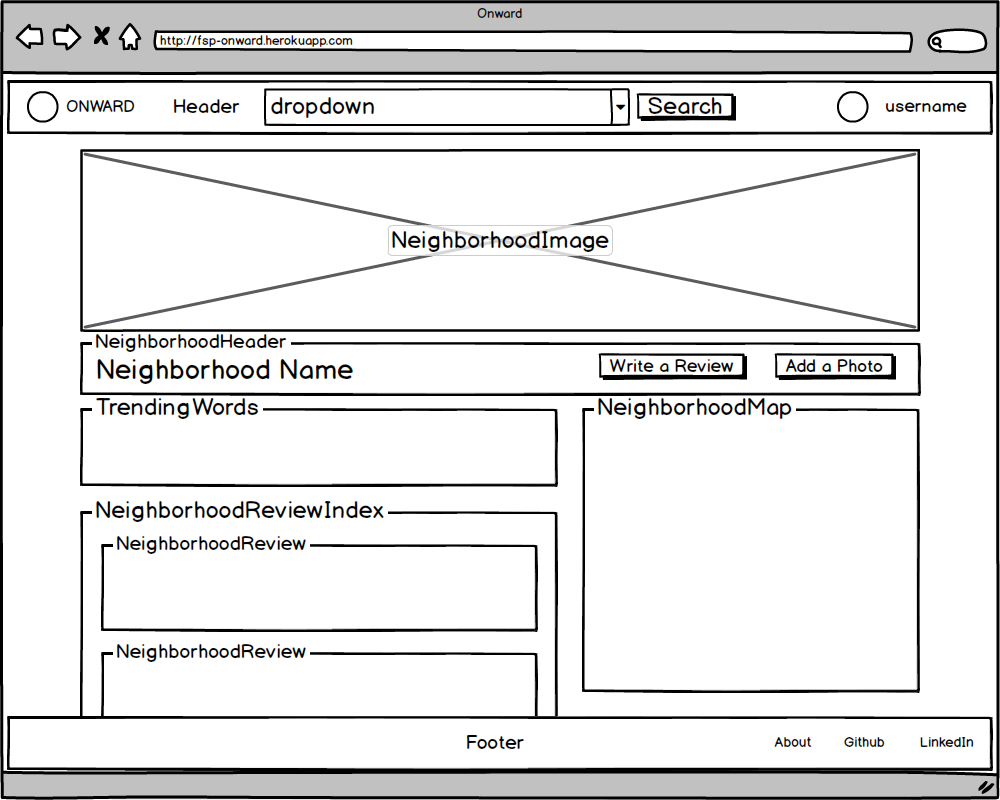 Onward
http://fsp-onward.herokuapp.com
ONWARD Header dropdown Search username
NeighborhoodImage
NeighborhoodHeader
Neighborhood Name Write a Review Add a Photo
TrendingWords
NeighborhoodMap
NeighborhoodReviewIndex
NeighborhoodReview
NeighborhoodReview
Footer About Github LinkedIn